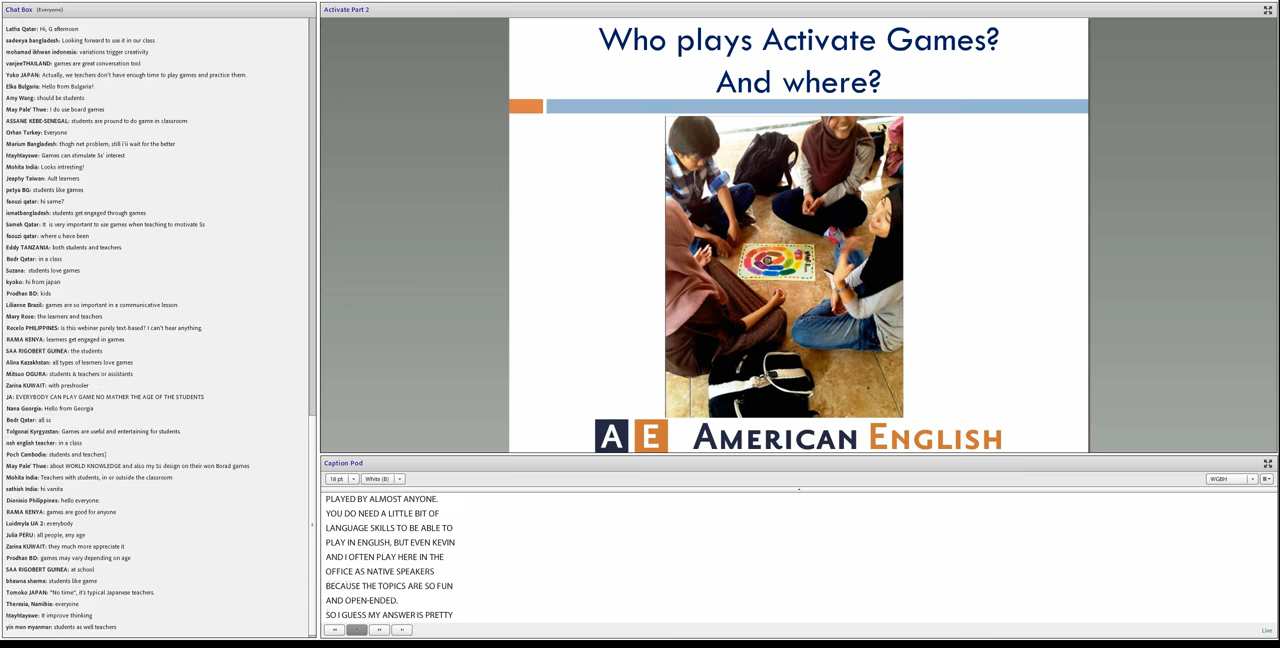 Chat Box (Everyone)
Latha Qatar: Hi, G afternoon
sadeeya bangladesh: Looking forward to use it in our class
mohamad ikhwan indonesia: variations trigger creativity
vanjeeTHAILAND: games are great conversation tool
Yuko JAPAN: Actually, we teachers don't have enough time to play games and practice them.
Elka Bulgaria: Hello from Bulgaria!
Amy Wang: should be students
May Pale' Thwe: I do use board games
ASSANE KEBE-SENEGAL: students are pround to do game in classroom
Orhan Turkey: Everyone
Marium Bangladesh: thogh net problem, still i'ii wait for the better
htayhtayswe: Games can stimulate Ss' interest
Mohita India: Looks intresting!
Jeaphy Taiwan: Ault learners
petya BG: students like games
faouzi qatar: hi same?
ismatbangladesh: students get engaged through games
Sameh Qatar: It is very important to use games when teaching to motivate Ss
faouzi qatar: where u have been
Eddy TANZANIA: both students and teachers
Badr Qatar: in a class
Suzana: students love games
kyoko: hi from japan
Prodhan BD: kids
Lilianne Brazil: games are so important in a communicative lesson
Mary Rose: the learners and teachers
Rocelo PHILIPPINES: Is this webinar purely text-based? I can't hear anything.
RAMA KENYA: learners get engaged in games
SAA RIGOBERT GUINEA: the students
Alina Kazakhstan: all types of learners love games
Mitsuo OGURA: students & teachers or assistants
Zarina KUWAIT: with preshooler
JA: EVERYBODY CAN PLAY GAME NO MATHER THE AGE OF THE STUDENTS
Nana Georgia: Hello from Georgia
Badr Qatar: all ss
Tolgonai Kyrgyzstan: Games are useful and entertaining for students.
osh english teacher: in a class
Poch Cambodia: students and teachers]
May Pale' Thwe: about WORLD KNOWLEDGE and also my Ss design on their won Borad games
Mohita India: Teachers with students, in or outside the classroom
sathish India: hi vanita
Dionisio Philippines: hello everyone.
RAMA KENYA: games are good for anyone
Luidmyla UA 2: everybody
Julia PERU: all people, any age
Zarina KUWAIT: they much more appreciate it
Prodhan BD: games may vary depending on age
SAA RIGOBERT GUINEA: at school
bhawna sharma: students like game
Tomoko JAPAN: "No time", it's typical Japanese teachers.
Theresia, Namibia: everyone
htayhtayswe: It improve thinking
yin mon myanmar: students as well teachers
Activate Part 2
Who plays Activate Games?
And where?
AE AMERICAN ENGLISH
Caption Pod
18 pt White (B) WGBH
PLAYED BY ALMOST ANYONE.
YOU DO NEED A LITTLE BIT OF
LANGUAGE SKILLS TO BE ABLE TO
PLAY IN ENGLISH, BUT EVEN KEVIN
AND I OFTEN PLAY HERE IN THE
OFFICE AS NATIVE SPEAKERS
BECAUSE THE TOPICS ARE SO FUN
AND OPEN-ENDED.
SO I GUESS MY ANSWER IS PRETTY
Live